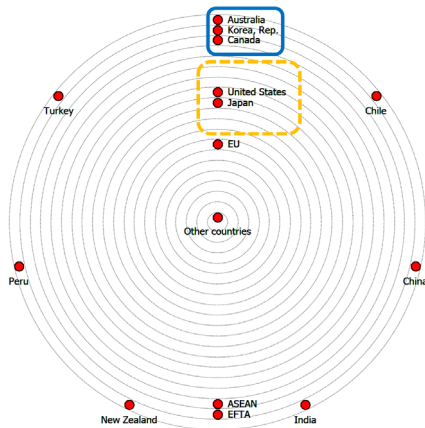 Australia
Korea, Rep.
Canada
United States
Japan
Turkey
Chile
EU
Other countries
Peru
China
ASEAN
EFTA
New Zealand
India